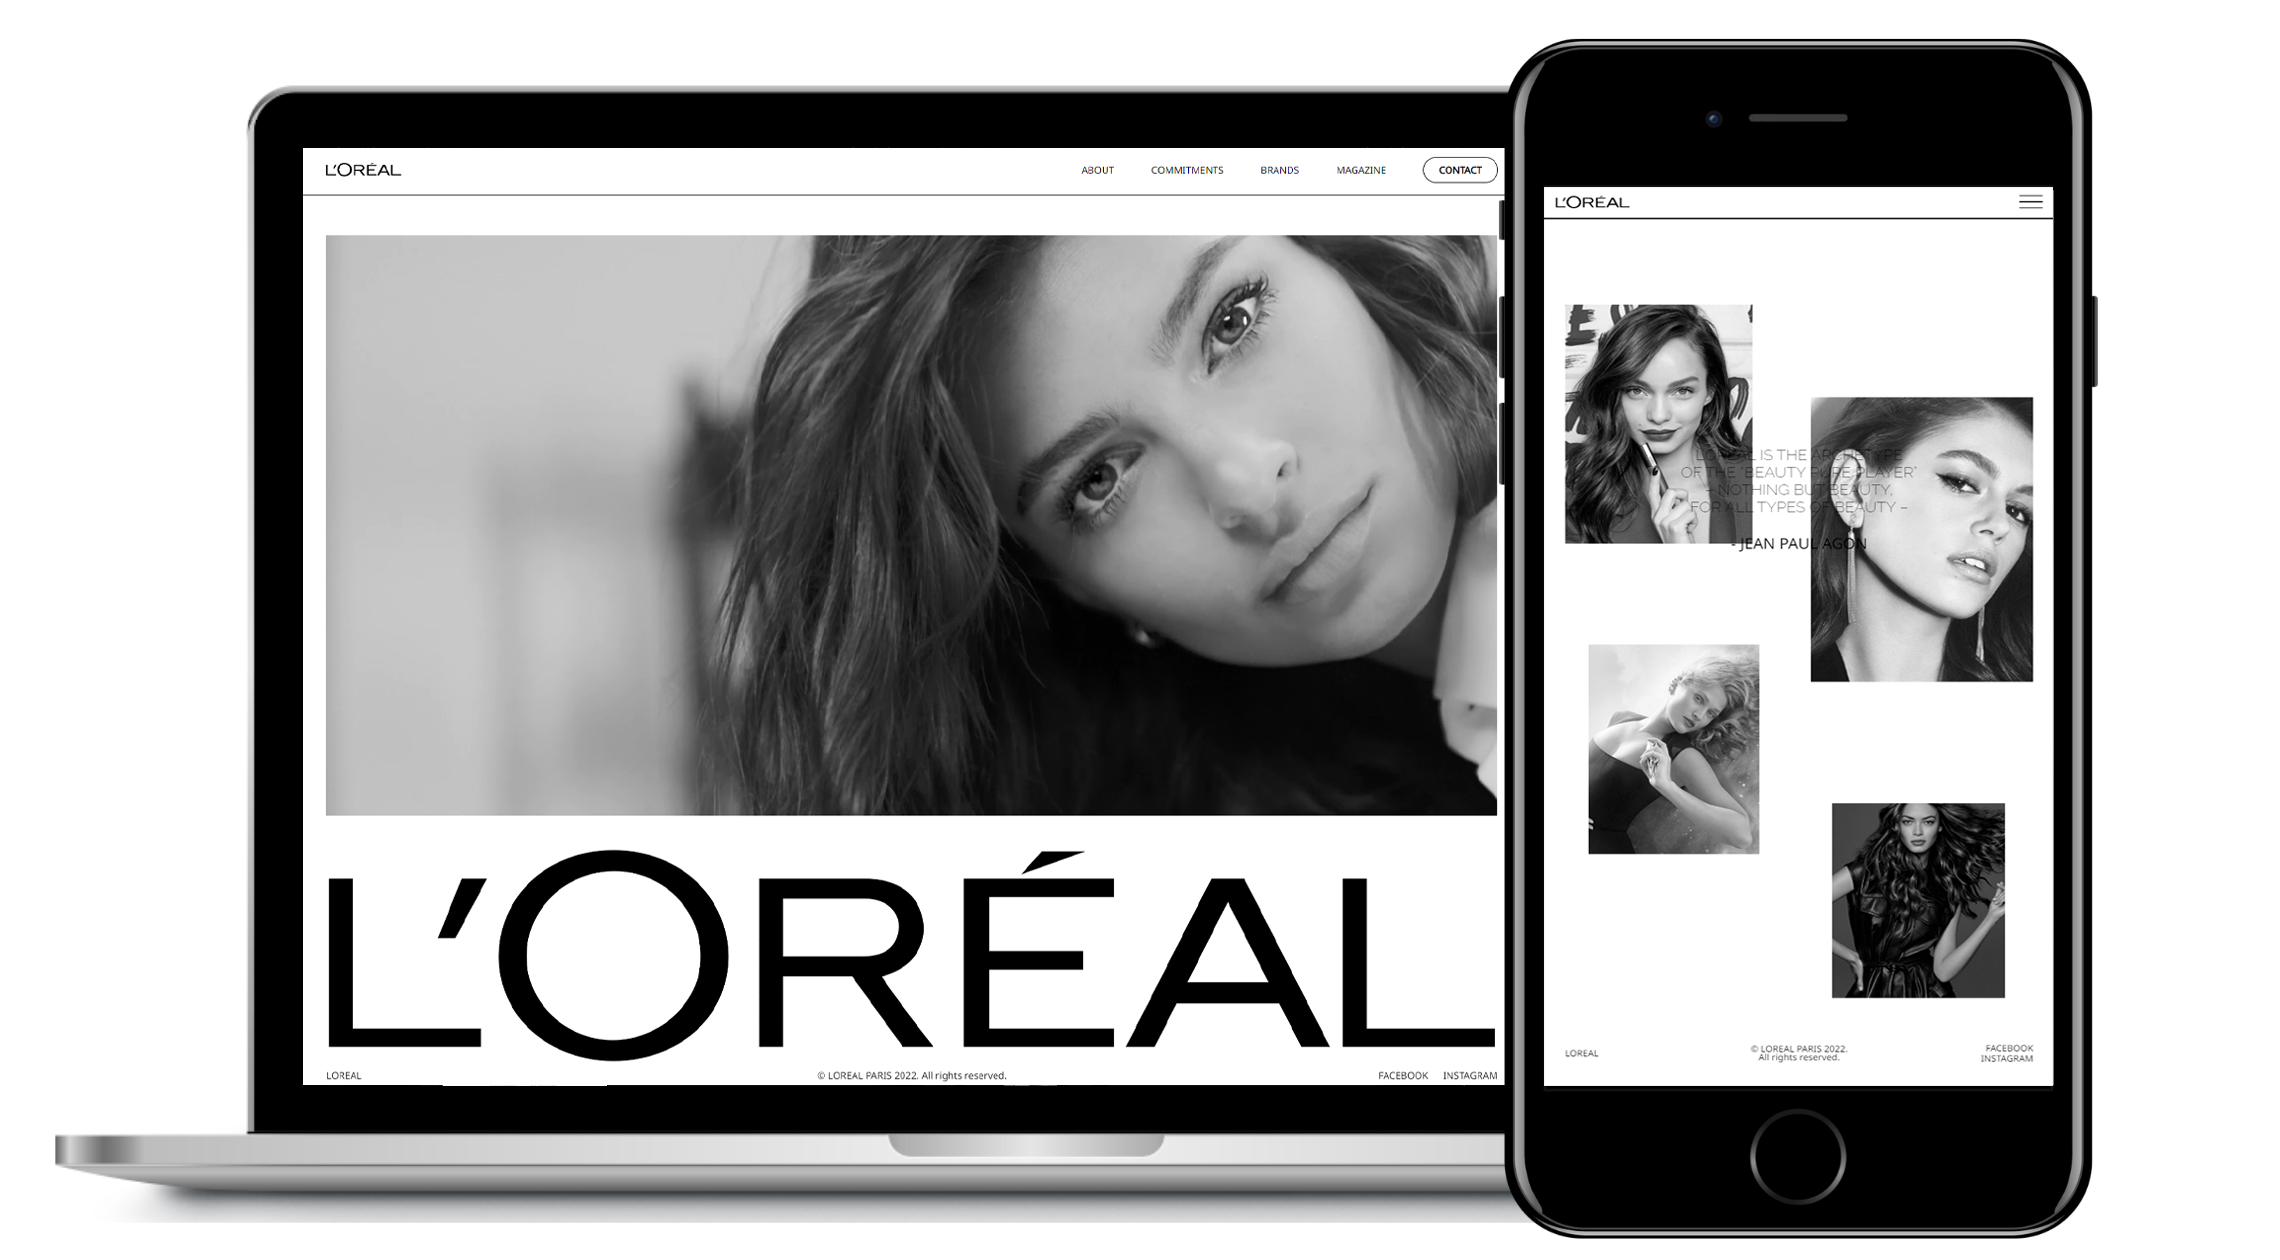 L'ORÉAL
ABOUT COMMITMENTS BRANDS MAGAZINE CONTACT
L'ORÉAL
LOREAL
© LOREAL PARIS 2022. All rights reserved.
FACEBOOK INSTAGRAM
L'ORÉAL
L'OREAL IS THE ARCHETYPE
OF THE "BEAUTY PURE PLAYER"
– NOTHING BUT BEAUTY,
FOR ALL TYPES OF BEAUTY –
- JEAN PAUL AGON
LOREAL
© LOREAL PARIS 2022.
All rights reserved.
FACEBOOK
INSTAGRAM